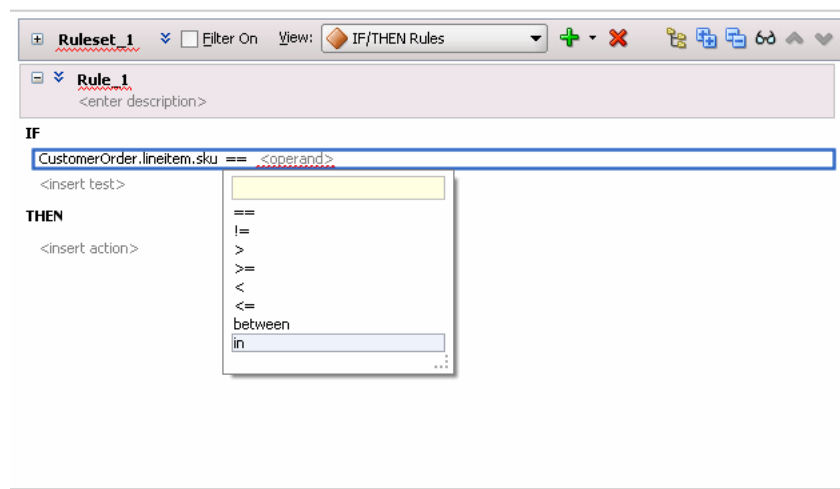 Ruleset_1 Filter On View: IF/THEN Rules
Rule_1
<enter description>
IF
CustomerOrder.lineitem.sku == <operand>
<insert test>
==
!=
>
>=
<
<=
between
in
THEN
<insert action>